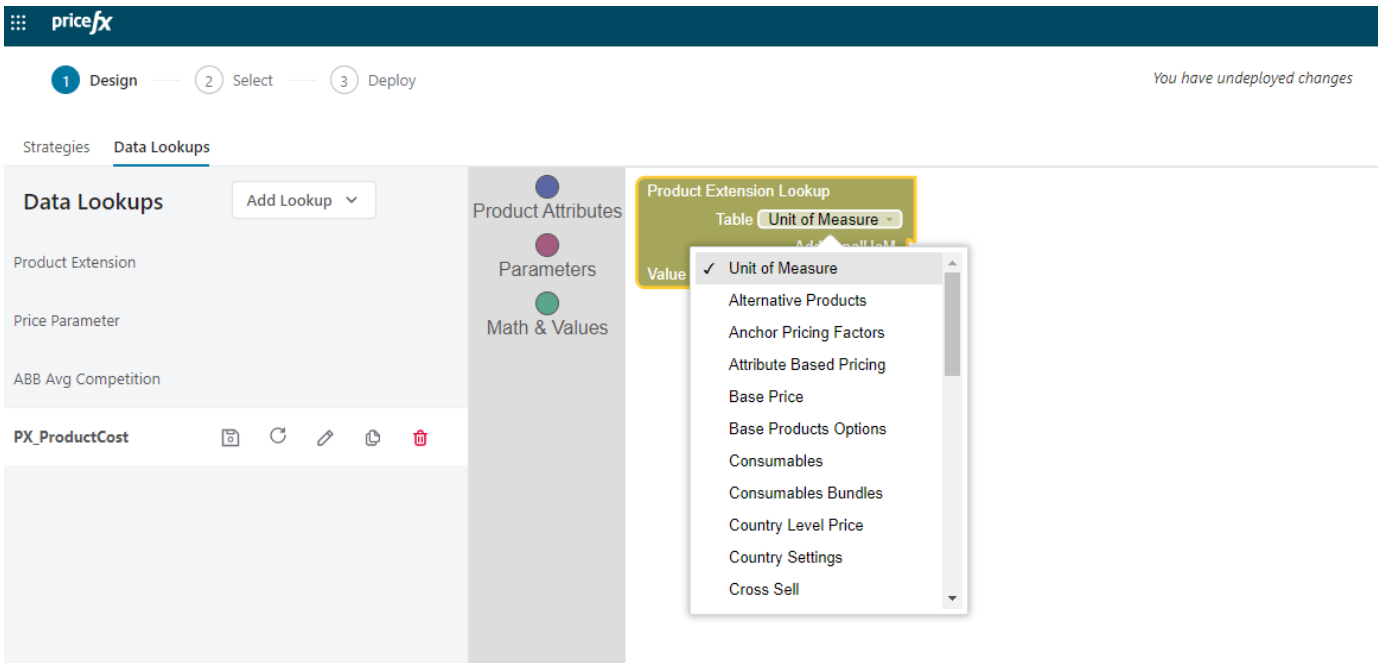 pricefx
1 Design 2 Select 3 Deploy
You have undeployed changes
Strategies Data Lookups
Data Lookups
Add Lookup
Product Extension
Price Parameter
ABB Avg Competition
PX_ProductCost
Product Attributes
Parameters
Math & Values
Product Extension Lookup
Table Unit of Measure
Value
✓ Unit of Measure
Alternative Products
Anchor Pricing Factors
Attribute Based Pricing
Base Price
Base Products Options
Consumables
Consumables Bundles
Country Level Price
Country Settings
Cross Sell